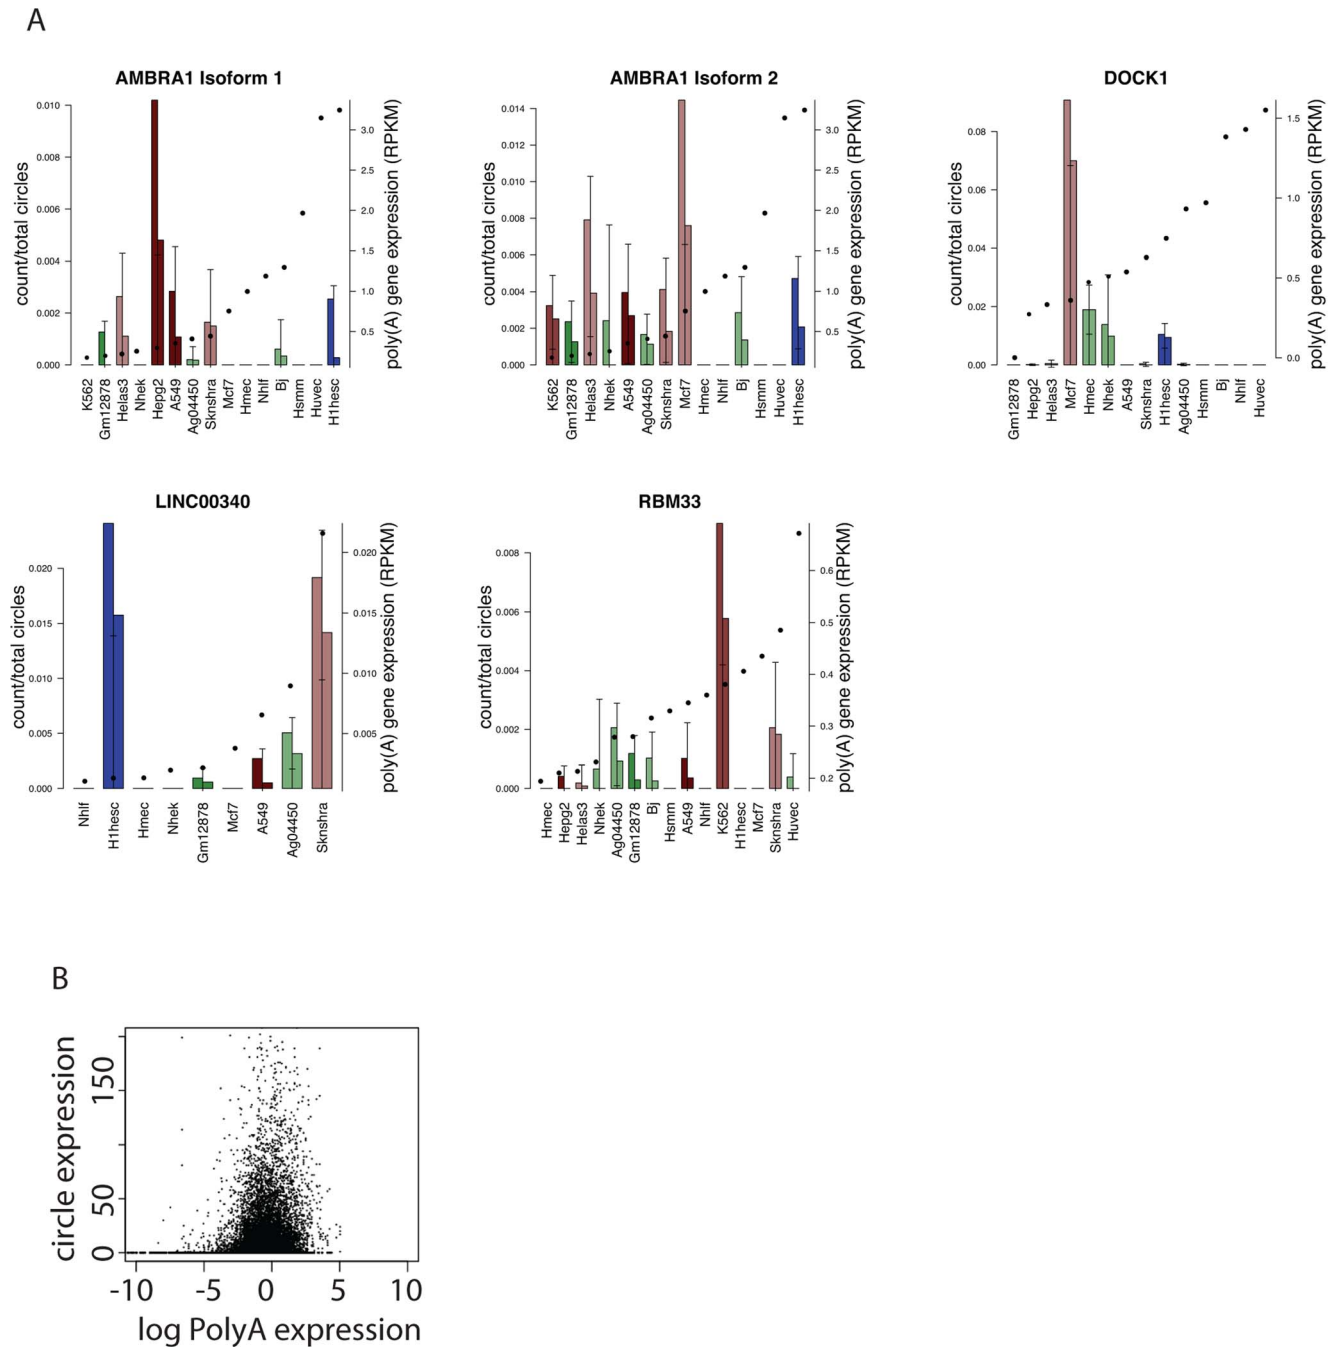 A
AMBRA1 Isoform 1
count/total circles
0.010
0.008
0.006
0.004
0.002
0.000
3.0
2.5
2.0
1.5
1.0
0.5
poly(A) gene expression (RPKM)
K562
Gm12878
Helas3
Nhek
Hepg2
A549
Ag04450
Sknshra
Mcf7
Hmec
Nhlf
Bj
Hsmm
Huvec
H1hesc
AMBRA1 Isoform 2
count/total circles
0.014
0.012
0.010
0.008
0.006
0.004
0.002
0.000
3.0
2.5
2.0
1.5
1.0
0.5
poly(A) gene expression (RPKM)
K562
Gm12878
Helas3
Nhek
A549
Ag04450
Sknshra
Mcf7
Hmec
Nhlf
Bj
Hsmm
Huvec
H1hesc
DOCK1
count/total circles
0.08
0.06
0.04
0.02
0.00
1.5
1.0
0.5
0.0
poly(A) gene expression (RPKM)
Gm12878
Hepg2
Helas3
Mcf7
Hmec
Nhek
A549
Sknshra
H1hesc
Ag04450
Hsmm
Bj
Nhlf
Huvec
LINC00340
count/total circles
0.020
0.015
0.010
0.005
0.000
0.020
0.015
0.010
0.005
poly(A) gene expression (RPKM)
Nhlf
H1hesc
Hmec
Nhek
Gm12878
Mcf7
A549
Ag04450
Sknshra
RBM33
count/total circles
0.008
0.006
0.004
0.002
0.000
0.6
0.5
0.4
0.3
0.2
poly(A) gene expression (RPKM)
Hmec
Hepg2
Helas3
Nhek
Ag04450
Gm12878
Bj
Hsmm
A549
Nhlf
K562
H1hesc
Mcf7
Sknshra
Huvec
B
circle expression
150
50
0
-10 -5 0 5 10
log PolyA expression